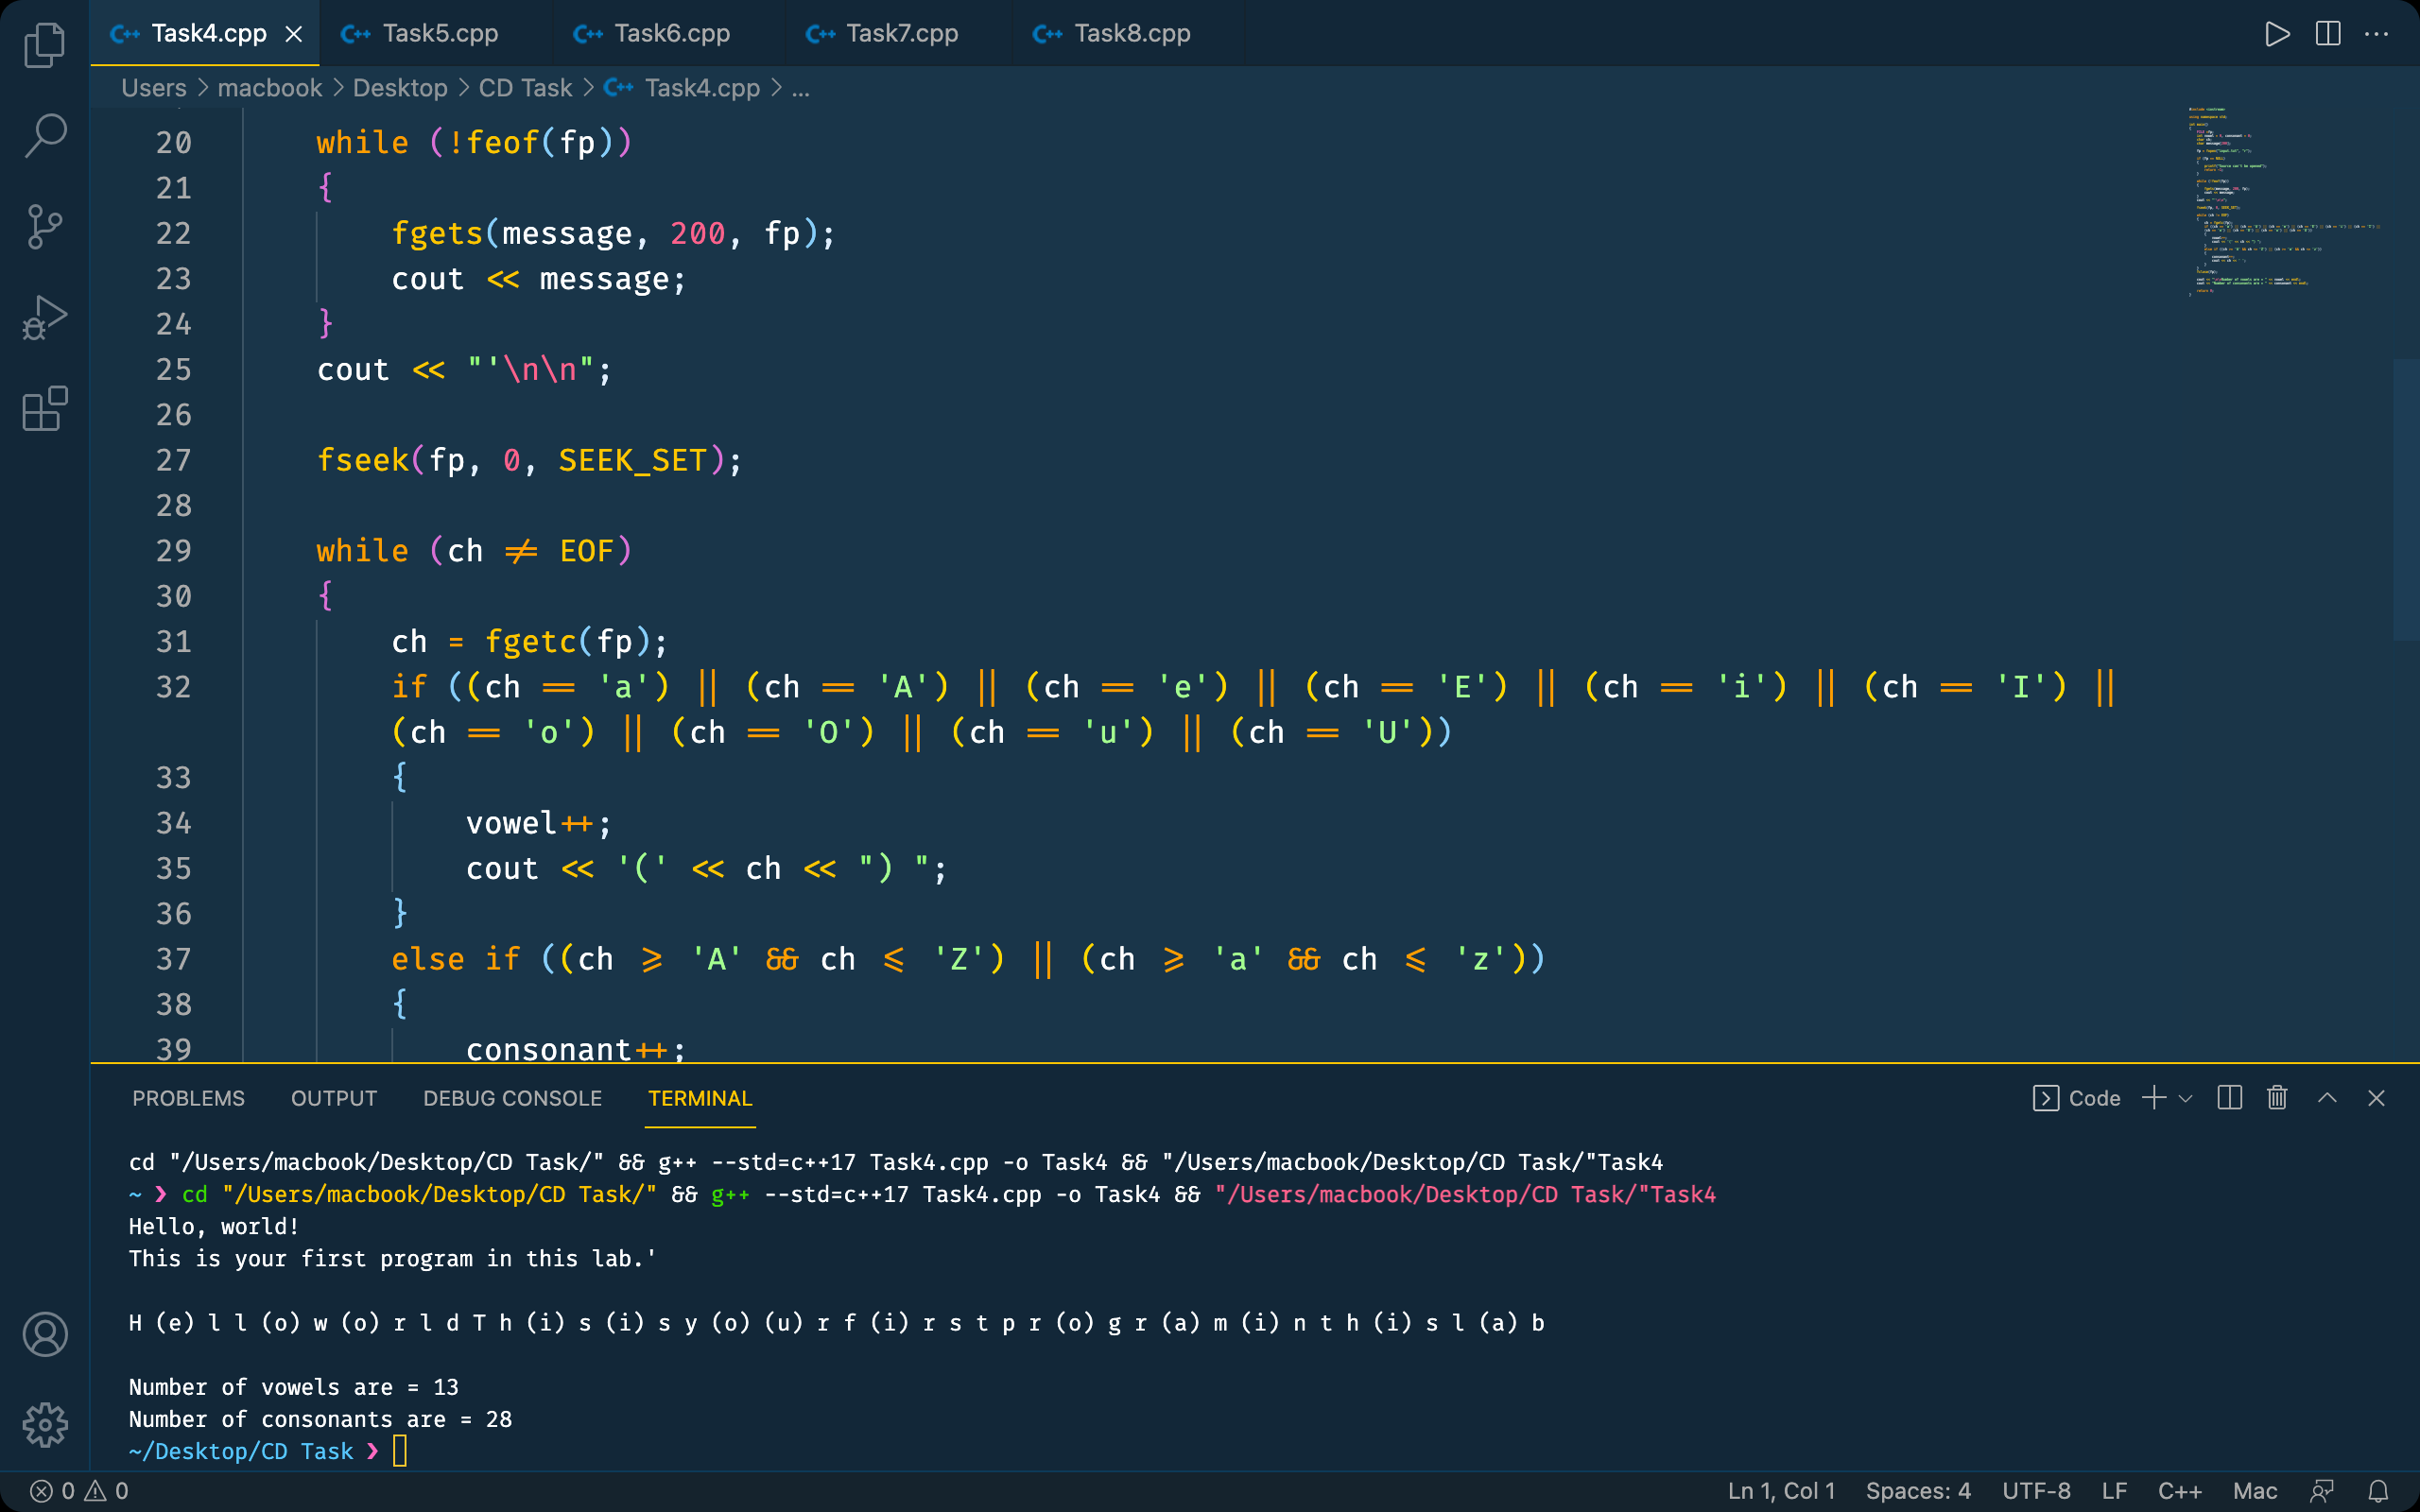 Task4.cpp
Task5.cpp
Task6.cpp
Task7.cpp
Task8.cpp
Users > macbook > Desktop > CD Task > Task4.cpp > ...
20 while (!feof(fp))
21 {
22 fgets(message, 200, fp);
23 cout << message;
24 }
25 cout << "'\n\n";
26
27 fseek(fp, 0, SEEK_SET);
28
29 while (ch != EOF)
30 {
31 ch = fgetc(fp);
32 if ((ch == 'a') || (ch == 'A') || (ch == 'e') || (ch == 'E') || (ch == 'i') || (ch == 'I') ||
(ch == 'o') || (ch == 'O') || (ch == 'u') || (ch == 'U'))
33 {
34 vowel++;
35 cout << '(' << ch << ") ";
36 }
37 else if ((ch >= 'A' && ch <= 'Z') || (ch >= 'a' && ch <= 'z'))
38 {
39 consonant++;
PROBLEMS OUTPUT DEBUG CONSOLE TERMINAL Code
cd "/Users/macbook/Desktop/CD Task/" && g++ --std=c++17 Task4.cpp -o Task4 && "/Users/macbook/Desktop/CD Task/"Task4
~ ❯ cd "/Users/macbook/Desktop/CD Task/" && g++ --std=c++17 Task4.cpp -o Task4 && "/Users/macbook/Desktop/CD Task/"Task4
Hello, world!
This is your first program in this lab.'
H (e) l l (o) w (o) r l d T h (i) s (i) s y (o) (u) r f (i) r s t p r (o) g r (a) m (i) n t h (i) s l (a) b
Number of vowels are = 13
Number of consonants are = 28
~/Desktop/CD Task ❯
0 0 Ln 1, Col 1 Spaces: 4 UTF-8 LF C++ Mac